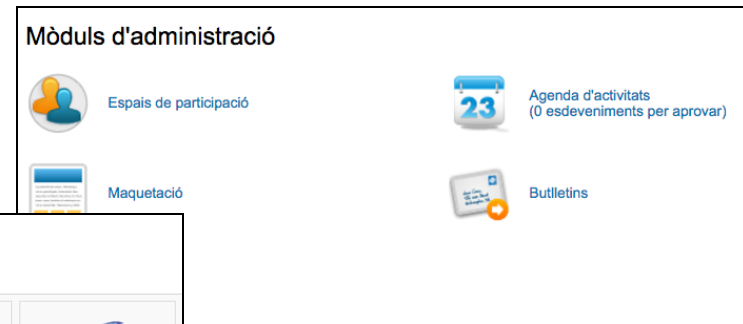 Mòduls d'administració
Espais de participació
23
Agenda d'activitats
(0 esdeveniments per aprovar)
Maquetació
Butlletins